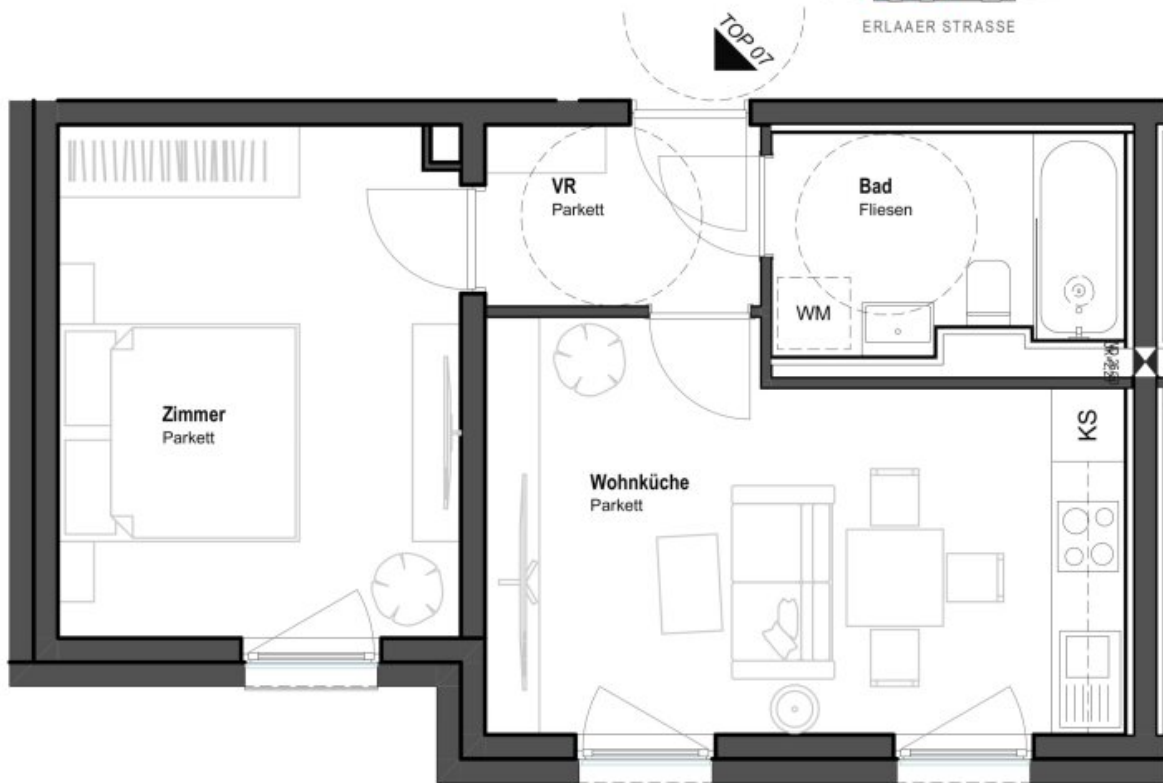 ERLAAER STRASSE
TOP 07
VR
Parkett
Bad
Fliesen
WM
Zimmer
Parkett
KS
Wohnküche
Parkett